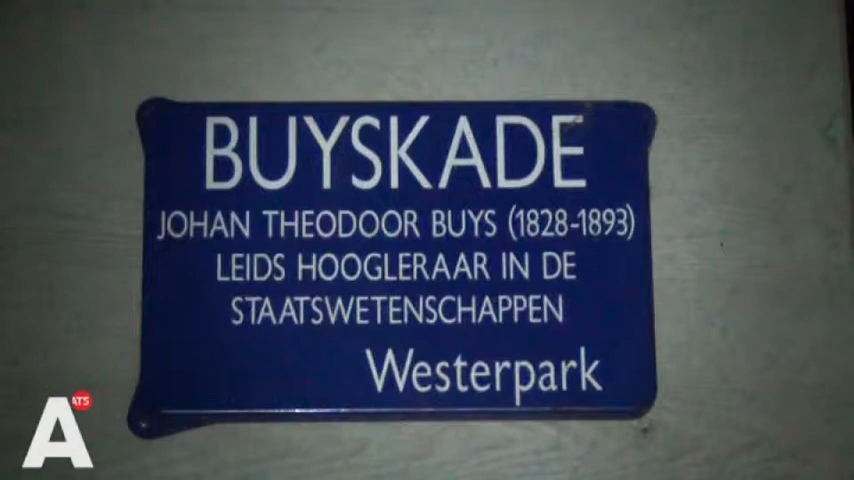 BUYSKADE
JOHAN THEODOOR BUYS (1828-1893)
LEIDS HOOGLERAAR IN DE
STAATSWETENSCHAPPEN
Westerpark
A